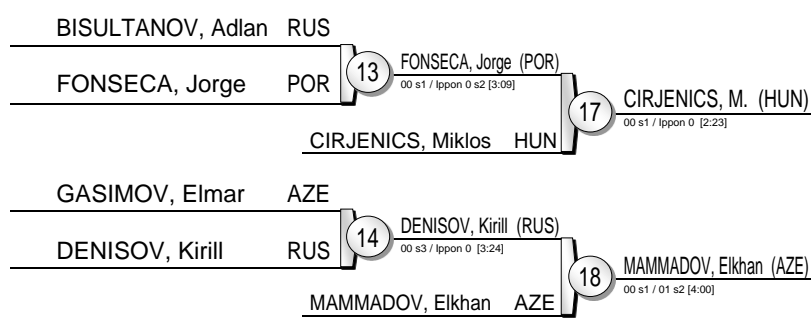 BISULTANOV, Adlan RUS
13
FONSECA, Jorge (POR)
00 s1 / Ippon 0 s2 [3:09]
FONSECA, Jorge POR
17
CIRJENICS, M. (HUN)
00 s1 / Ippon 0 [2:23]
CIRJENICS, Miklos HUN
GASIMOV, Elmar AZE
14
DENISOV, Kirill (RUS)
00 s3 / Ippon 0 [3:24]
DENISOV, Kirill RUS
18
MAMMADOV, Elkhan (AZE)
00 s1 / 01 s2 [4:00]
MAMMADOV, Elkhan AZE